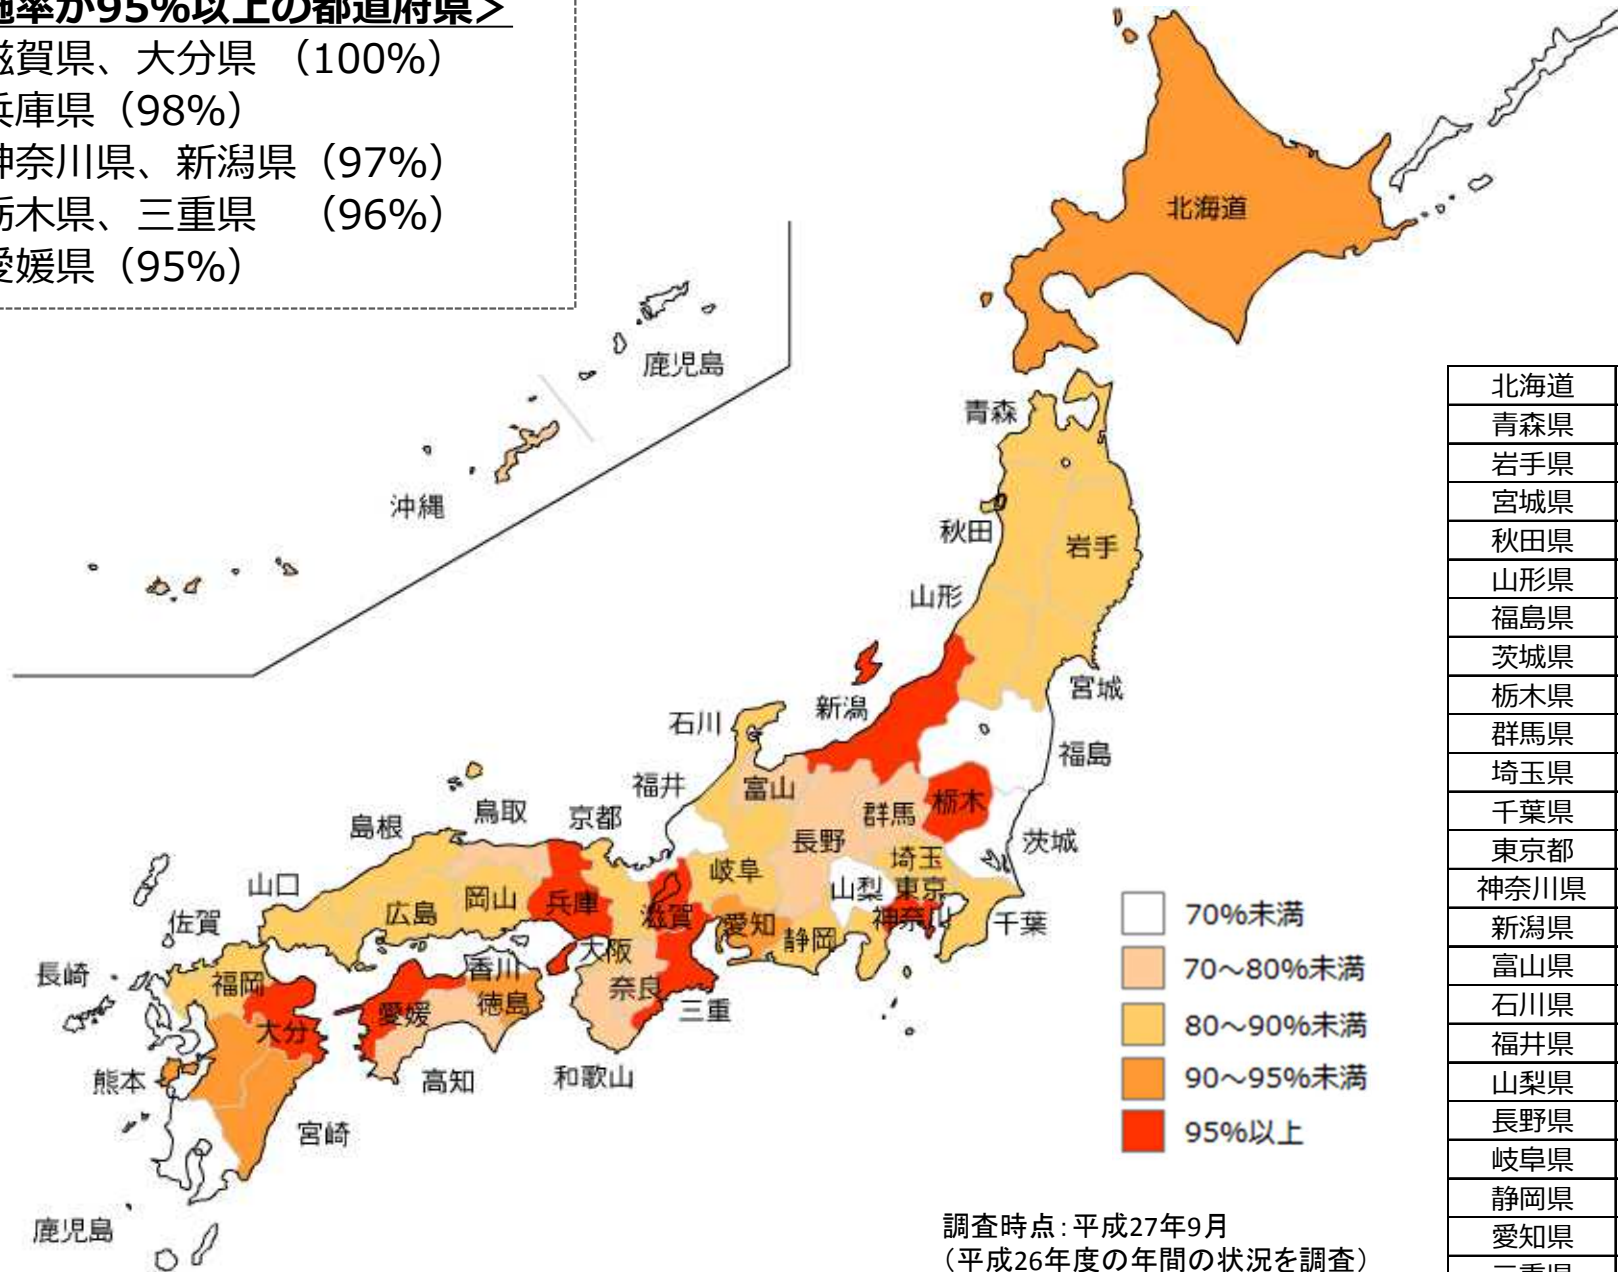 施率が95%以上の都道府県>
滋賀県、大分県 (100%)
兵庫県(98%)
神奈川県、新潟県(97%)
栃木県、三重県 (96%)
愛媛県(95%)
北海道
鹿児島
沖縄
青森
秋田
岩手
山形
宮城
新潟
石川
福島
福井
富山
群馬
栃木
鳥取
京都
島根
長野
茨城
埼玉
岐阜
山口
山梨
東京
岡山
兵庫
広島
滋賀
愛知
神奈川
千葉
佐賀
静岡
大阪
香川
長崎
福岡
奈良
徳島
愛媛
三重
大分
熊本
高知
和歌山
宮崎
鹿児島
70%未満
70~80%未満
80~90%未満
90~95%未満
95%以上
調査時点:平成27年9月
(平成26年度の年間の状況を調査)
北海道
青森県
岩手県
宮城県
秋田県
山形県
福島県
茨城県
栃木県
群馬県
埼玉県
千葉県
東京都
神奈川県
新潟県
富山県
石川県
福井県
山梨県
長野県
岐阜県
静岡県
愛知県
三重県